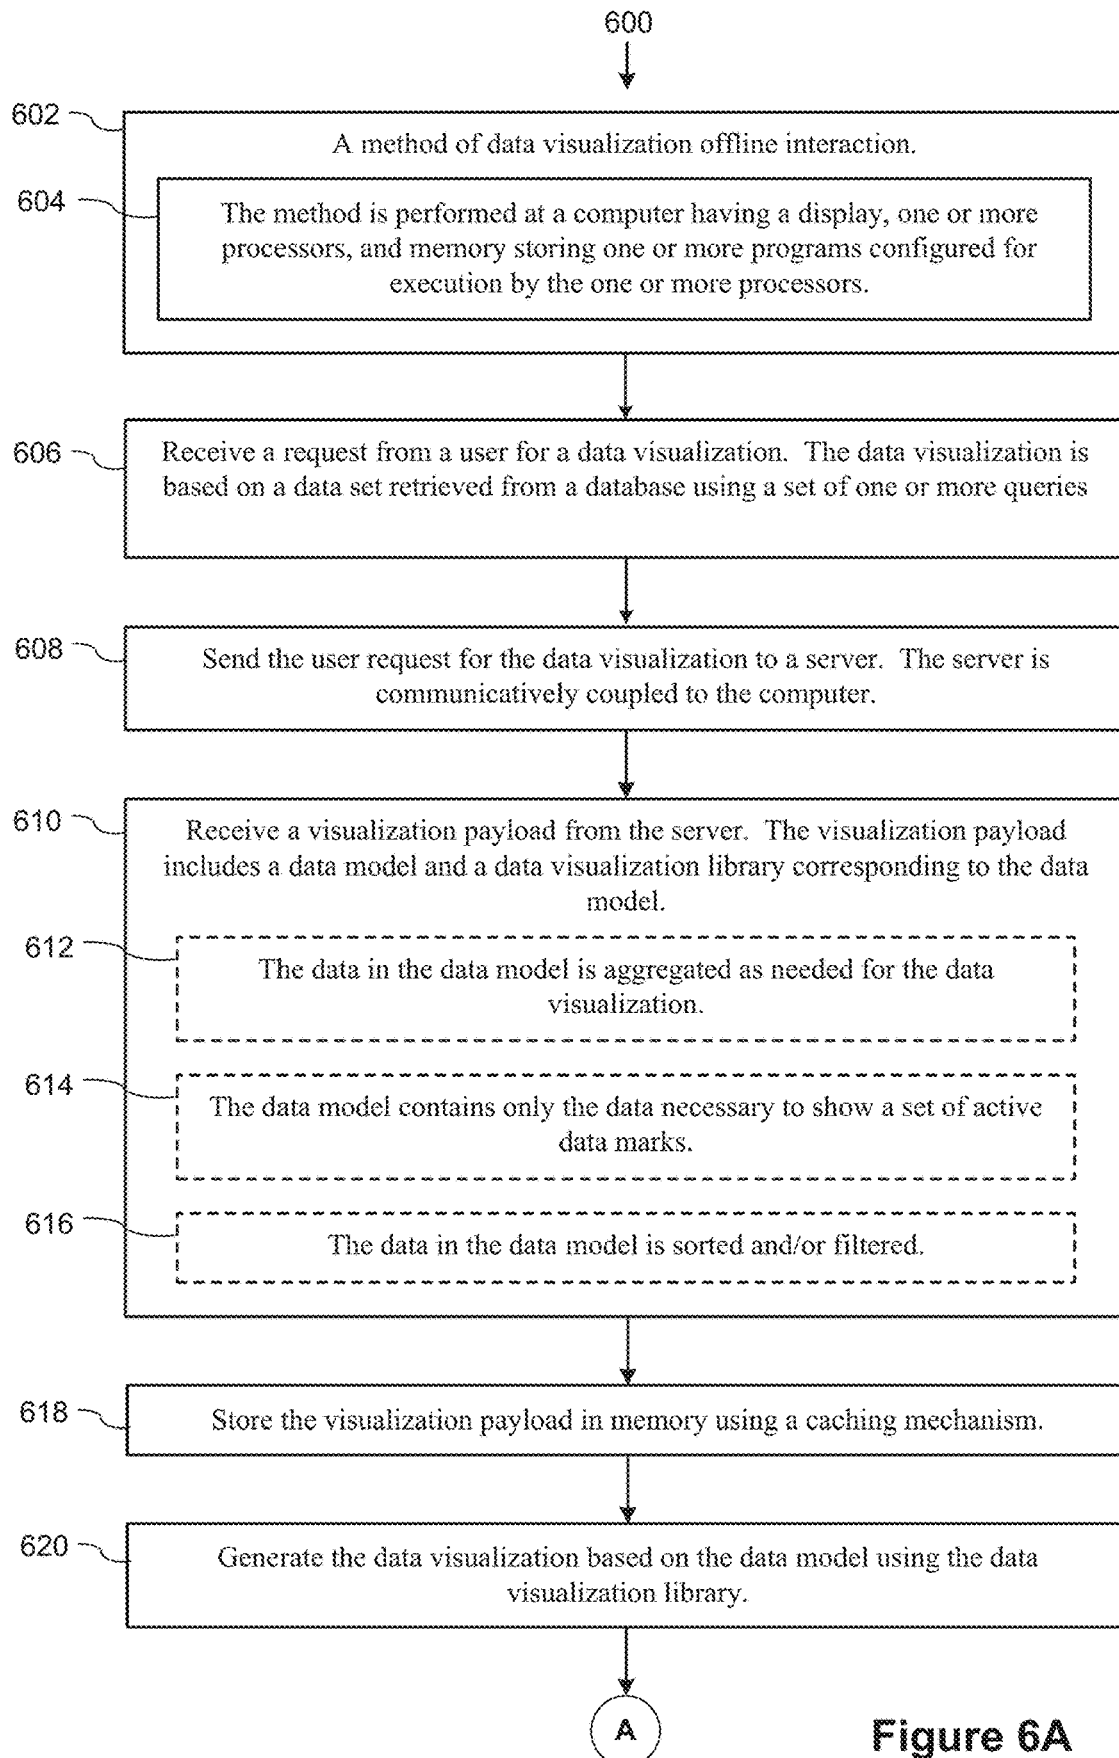 600
602
A method of data visualization offline interaction.
604
The method is performed at a computer having a display, one or more
processors, and memory storing one or more programs configured for
execution by the one or more processors.
606
Receive a request from a user for a data visualization. The data visualization is
based on a data set retrieved from a database using a set of one or more queries
608
Send the user request for the data visualization to a server. The server is
communicatively coupled to the computer.
610
Receive a visualization payload from the server. The visualization payload
includes a data model and a data visualization library corresponding to the data
model.
612
The data in the data model is aggregated as needed for the data
visualization.
614
The data model contains only the data necessary to show a set of active
data marks.
616
The data in the data model is sorted and/or filtered.
618
Store the visualization payload in memory using a caching mechanism.
620
Generate the data visualization based on the data model using the data
visualization library.
A
Figure 6A